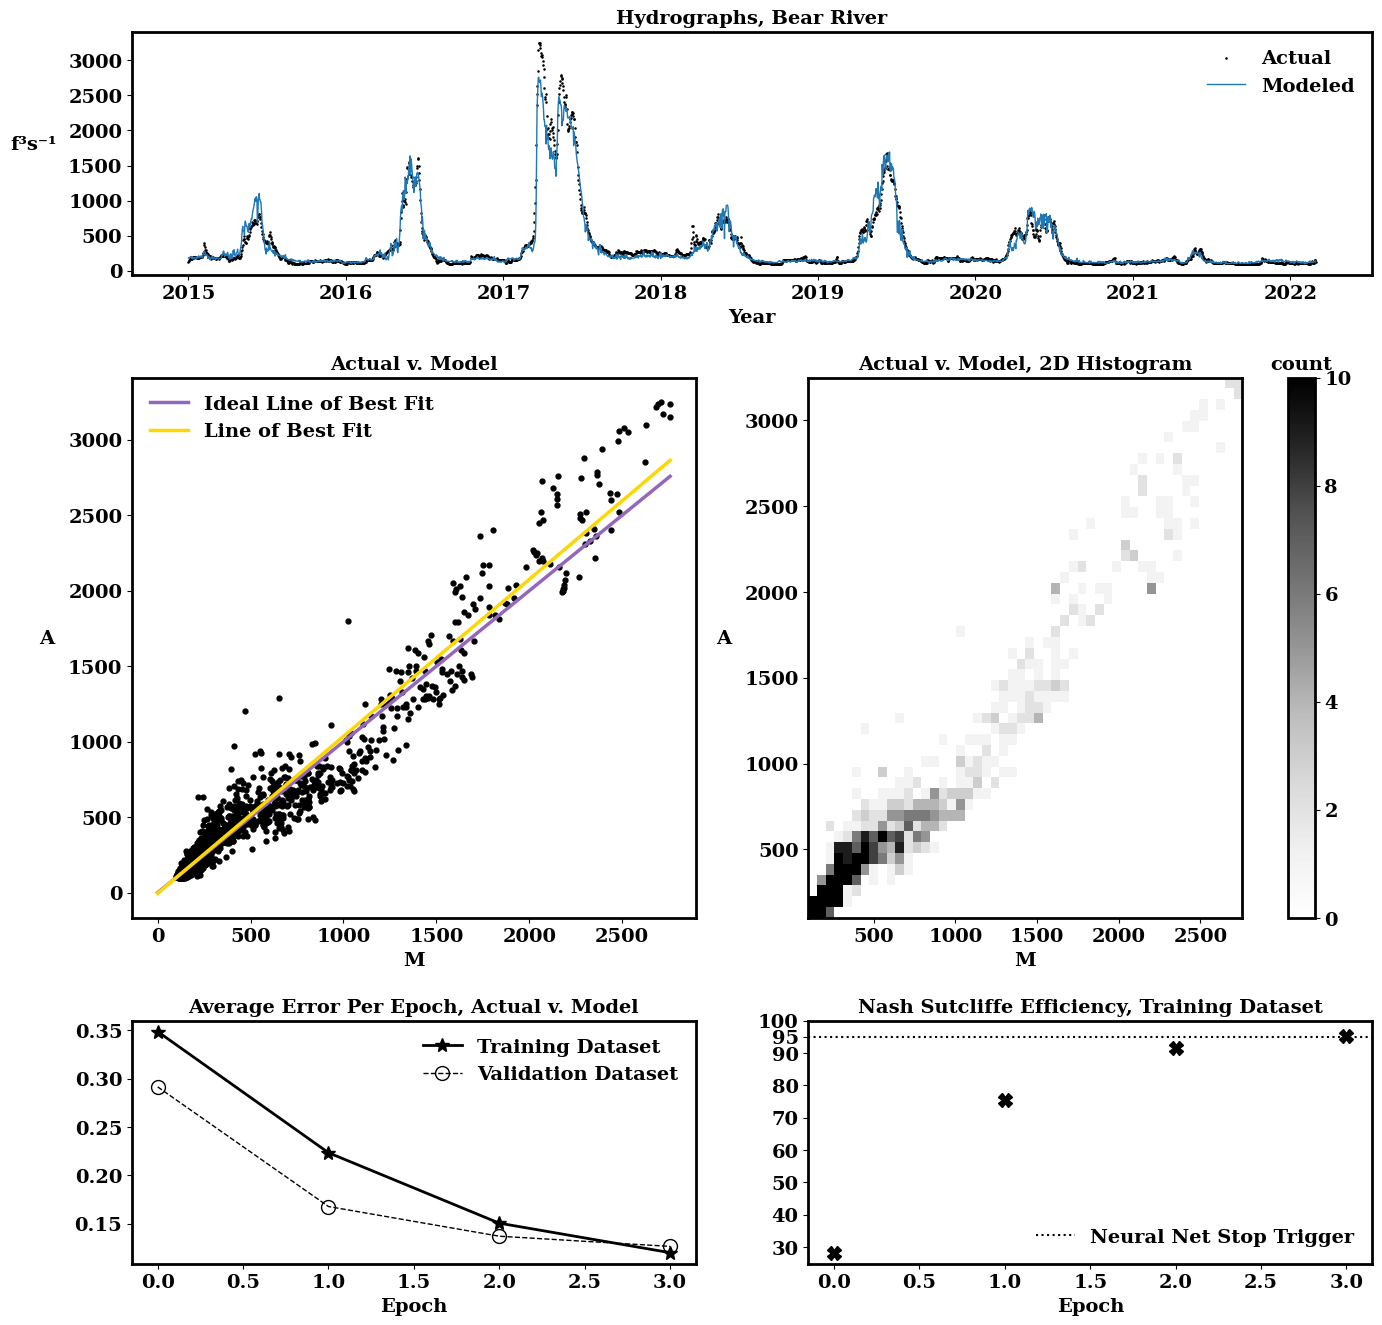 Hydrographs, Bear River
3000
2500
2000
1500
1000
500
0
f³s⁻¹
Actual
Modeled
2015 2016 2017 2018 2019 2020 2021 2022
Year
Actual v. Model
Ideal Line of Best Fit
Line of Best Fit
3000
2500
2000
1500
1000
500
0
A
0 500 1000 1500 2000 2500
M
Actual v. Model, 2D Histogram
3000
2500
2000
1500
1000
500
A
500 1000 1500 2000 2500
M
count
10
8
6
4
2
0
Average Error Per Epoch, Actual v. Model
0.35
0.30
0.25
0.20
0.15
Training Dataset
Validation Dataset
0.0 0.5 1.0 1.5 2.0 2.5 3.0
Epoch
Nash Sutcliffe Efficiency, Training Dataset
100
95
90
80
70
60
50
40
30
Neural Net Stop Trigger
0.0 0.5 1.0 1.5 2.0 2.5 3.0
Epoch